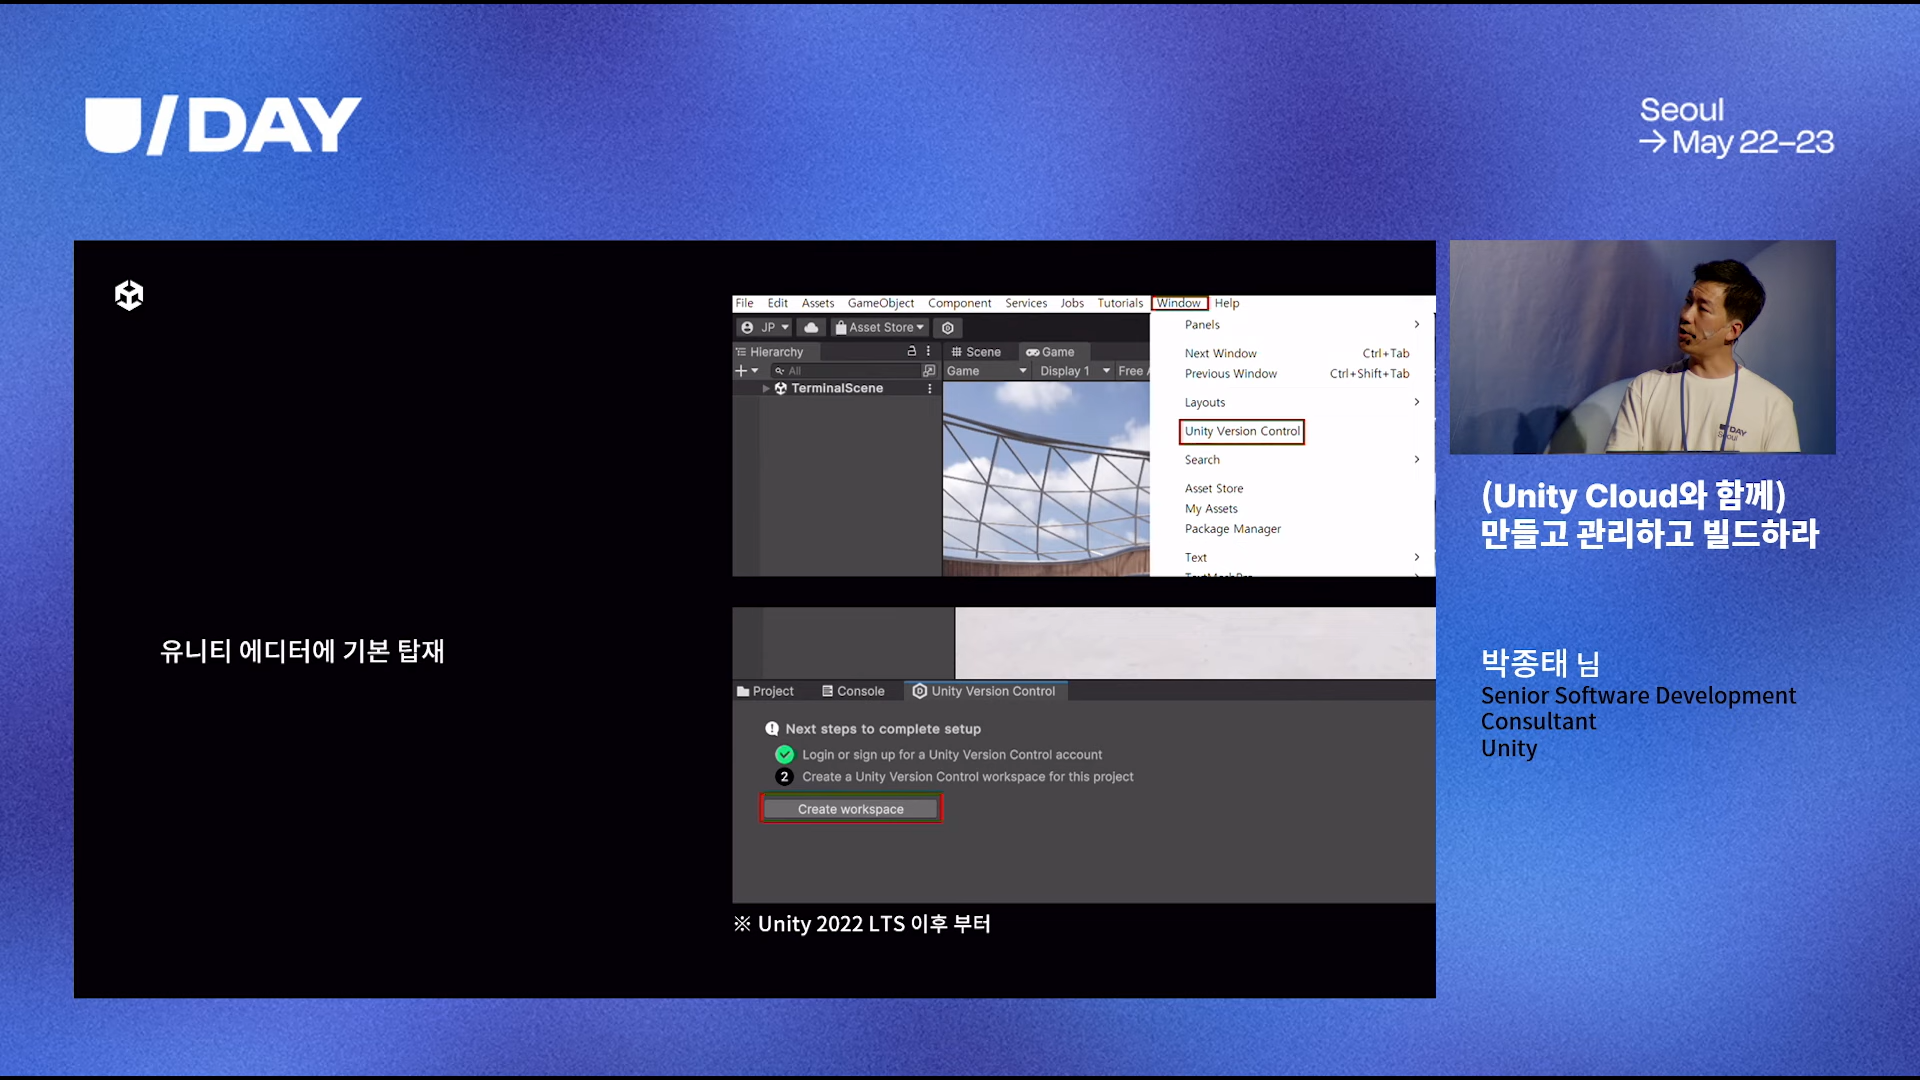 U/DAY
Seoul
→ May 22–23
File Edit Assets GameObject Component Services Jobs Tutorials Window Help
JP Asset Store
Hierarchy
All
TerminalScene
Scene Game
Game Display 1 Free
Panels
Next Window Ctrl+Tab
Previous Window Ctrl+Shift+Tab
Layouts
Unity Version Control
Search
Asset Store
My Assets
Package Manager
Text
유니티 에디터에 기본 탑재
Project Console Unity Version Control
Next steps to complete setup
Login or sign up for a Unity Version Control account
2 Create a Unity Version Control workspace for this project
Create workspace
※ Unity 2022 LTS 이후 부터
U/DAY
Seoul
(Unity Cloud와 함께)
만들고 관리하고 빌드하라
박종태 님
Senior Software Development
Consultant
Unity